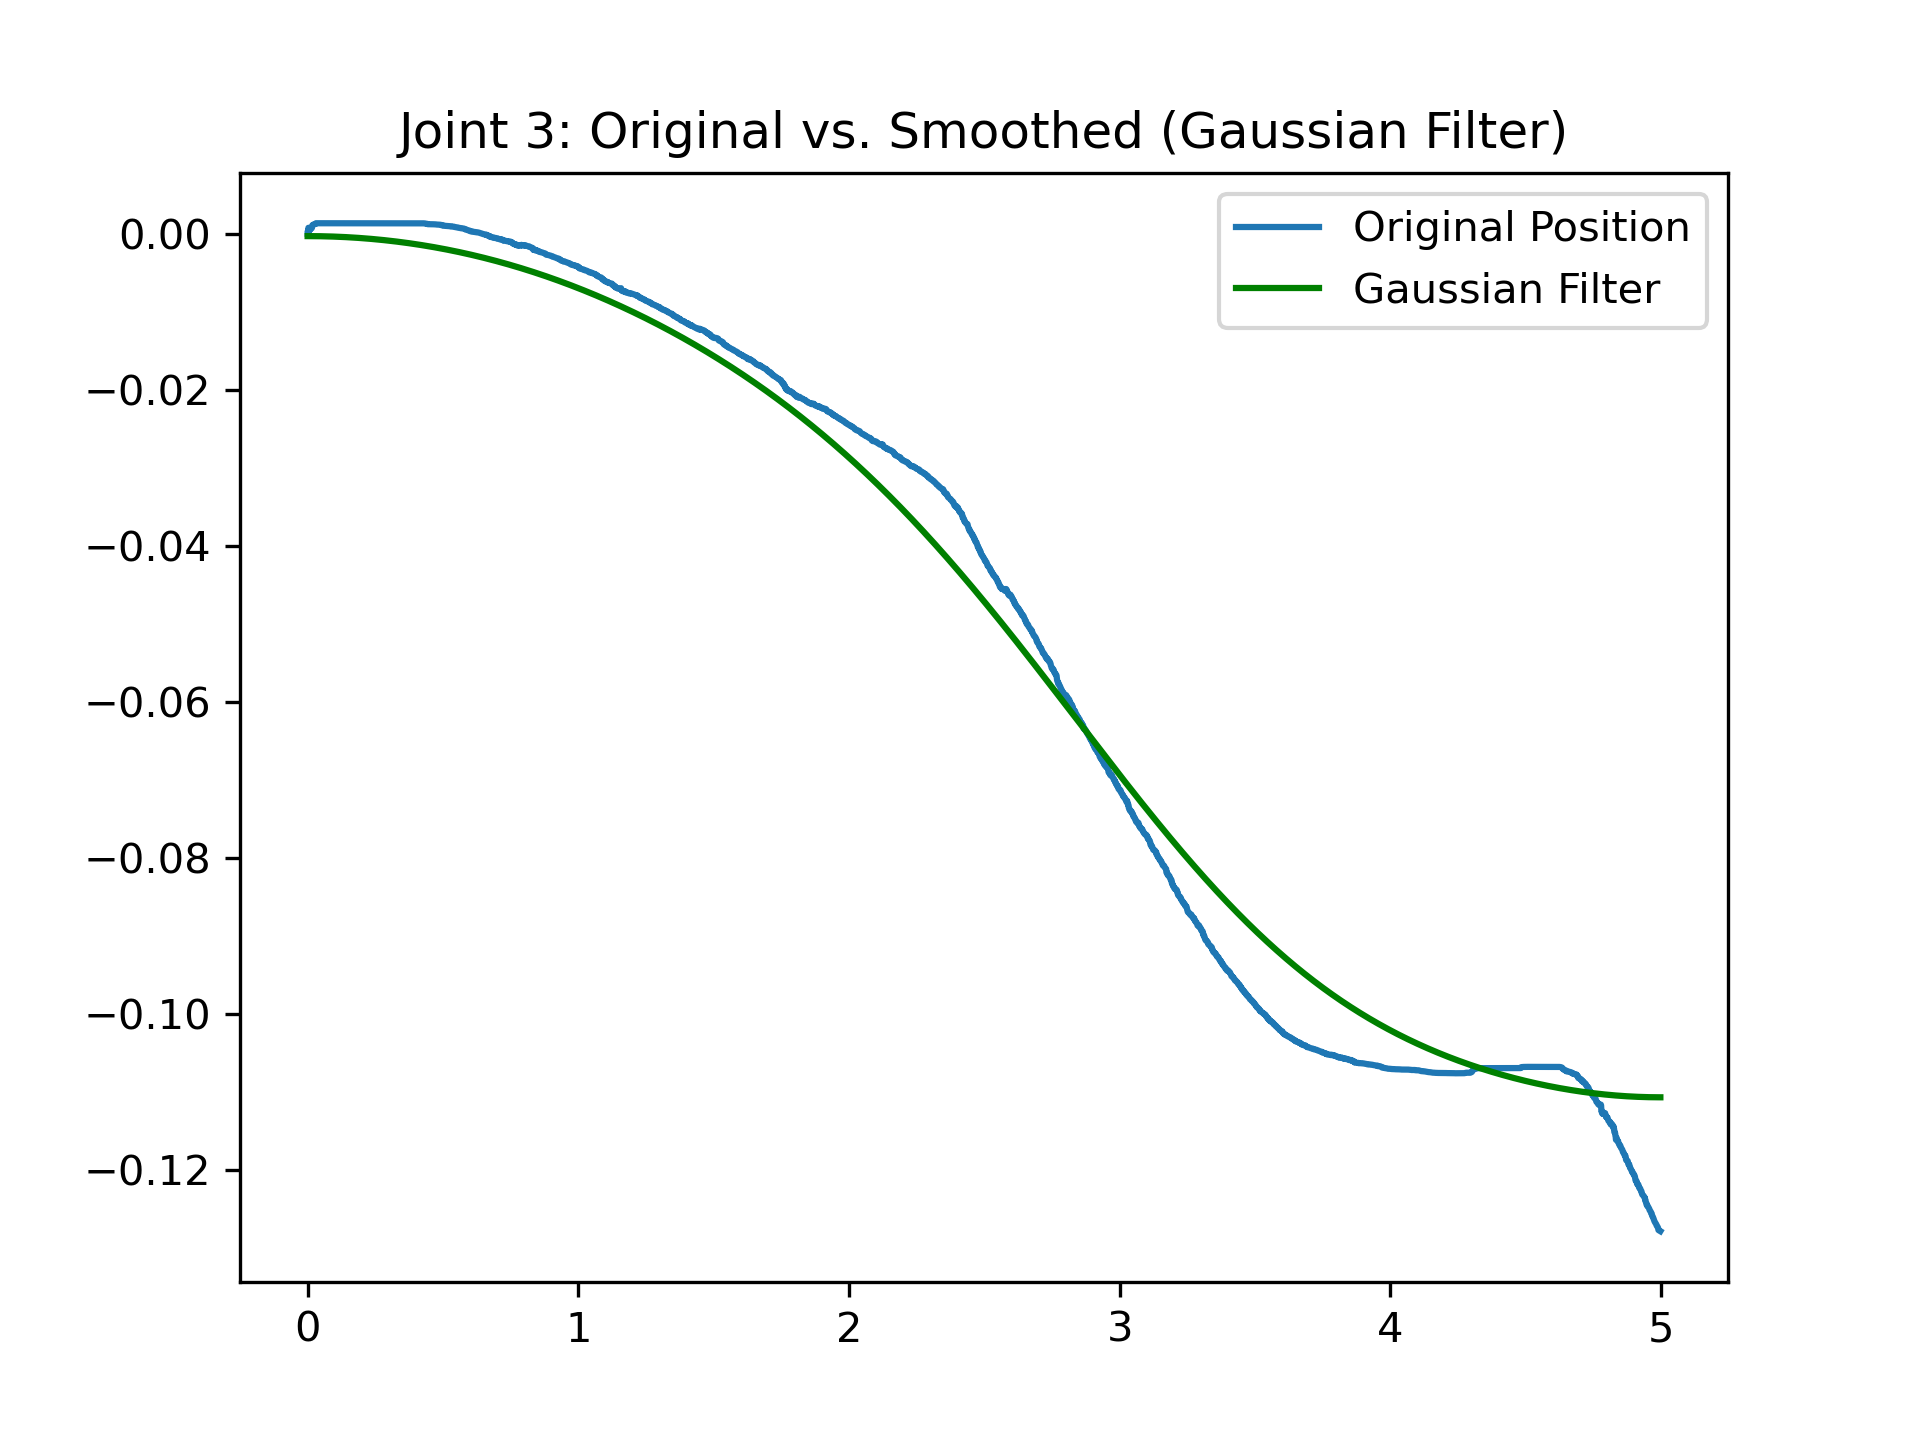 Joint 3: Original vs. Smoothed (Gaussian Filter)
Original Position
Gaussian Filter
0.00
−0.02
−0.04
−0.06
−0.08
−0.10
−0.12
0 1 2 3 4 5